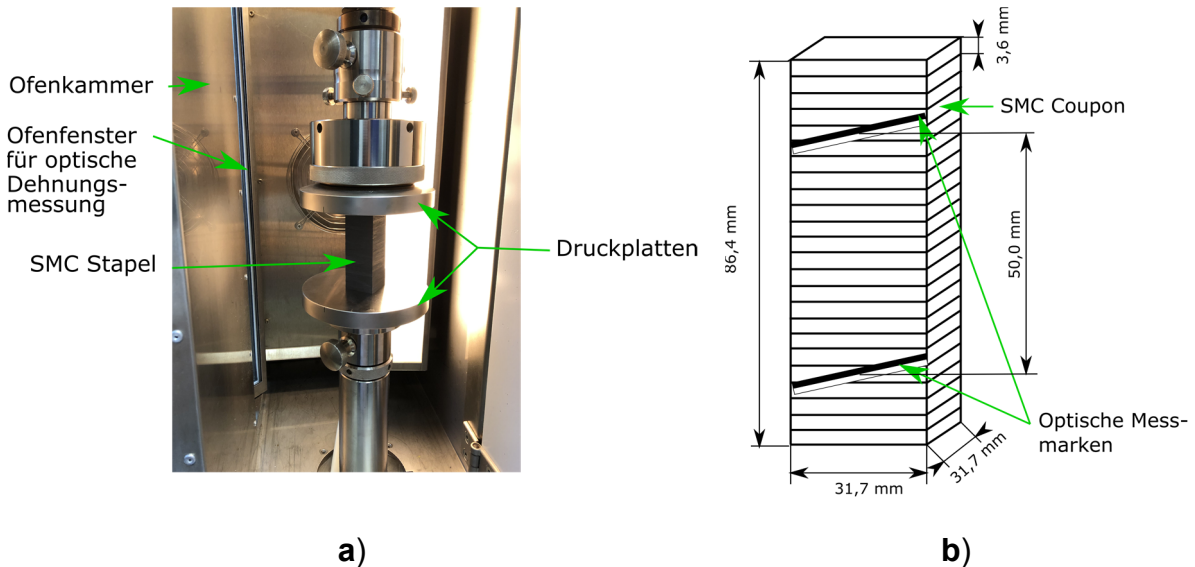 Ofenkammer
Ofenfenster
für optische
Dehnungs-
messung
SMC Stapel
Druckplatten
a)
3,6 mm
SMC Coupon
86,4 mm
50,0 mm
Optische Mess-
marken
31,7 mm
31,7 mm
b)